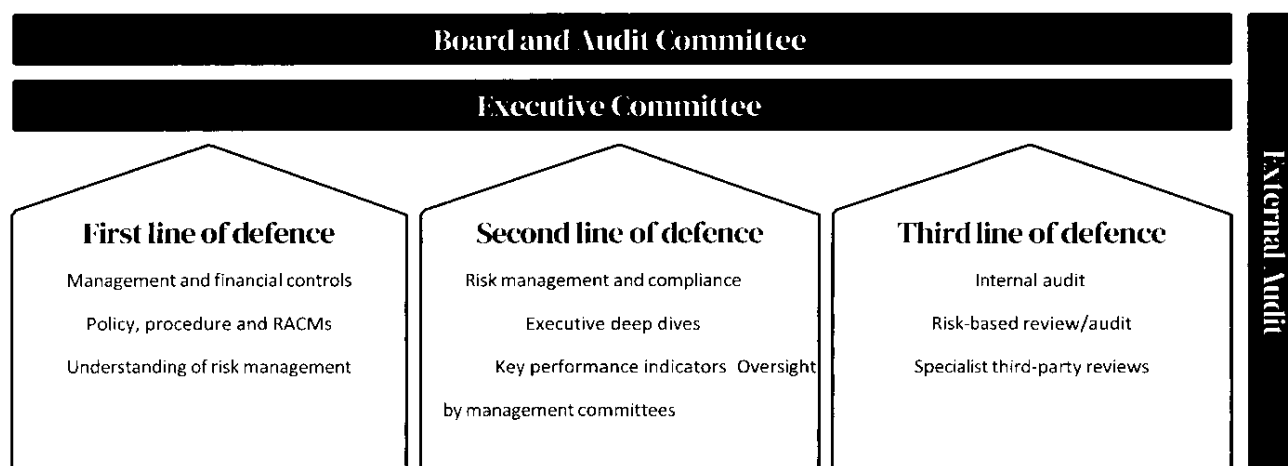 Board and Audit Committee
Executive Committee
External Audit
First line of defence
Management and financial controls
Policy, procedure and RACMs
Understanding of risk management
Second line of defence
Risk management and compliance
Executive deep dives
Key performance indicators Oversight
by management committees
Third line of defence
Internal audit
Risk-based review/audit
Specialist third-party reviews